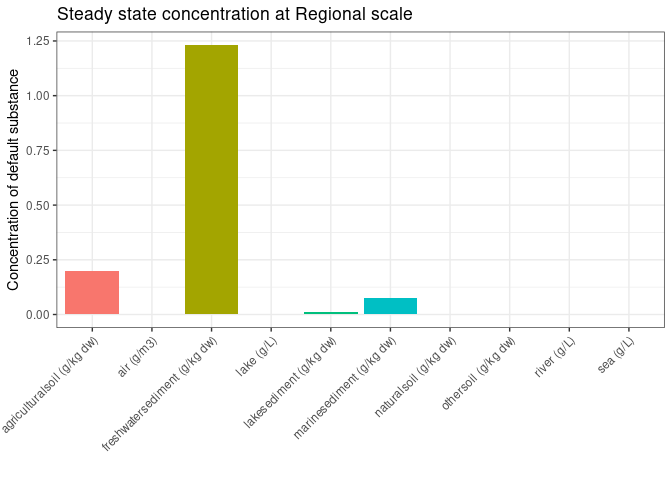 Steady state concentration at Regional scale
Concentration of default substance
1.25
1.00
0.75
0.50
0.25
0.00
agriculturalsoil (g/kg dw)
air (g/m3)
freshwatersediment (g/kg dw)
lake (g/L)
lakesediment (g/kg dw)
marinesediment (g/kg dw)
naturalsoil (g/kg dw)
othersoil (g/kg dw)
river (g/L)
sea (g/L)